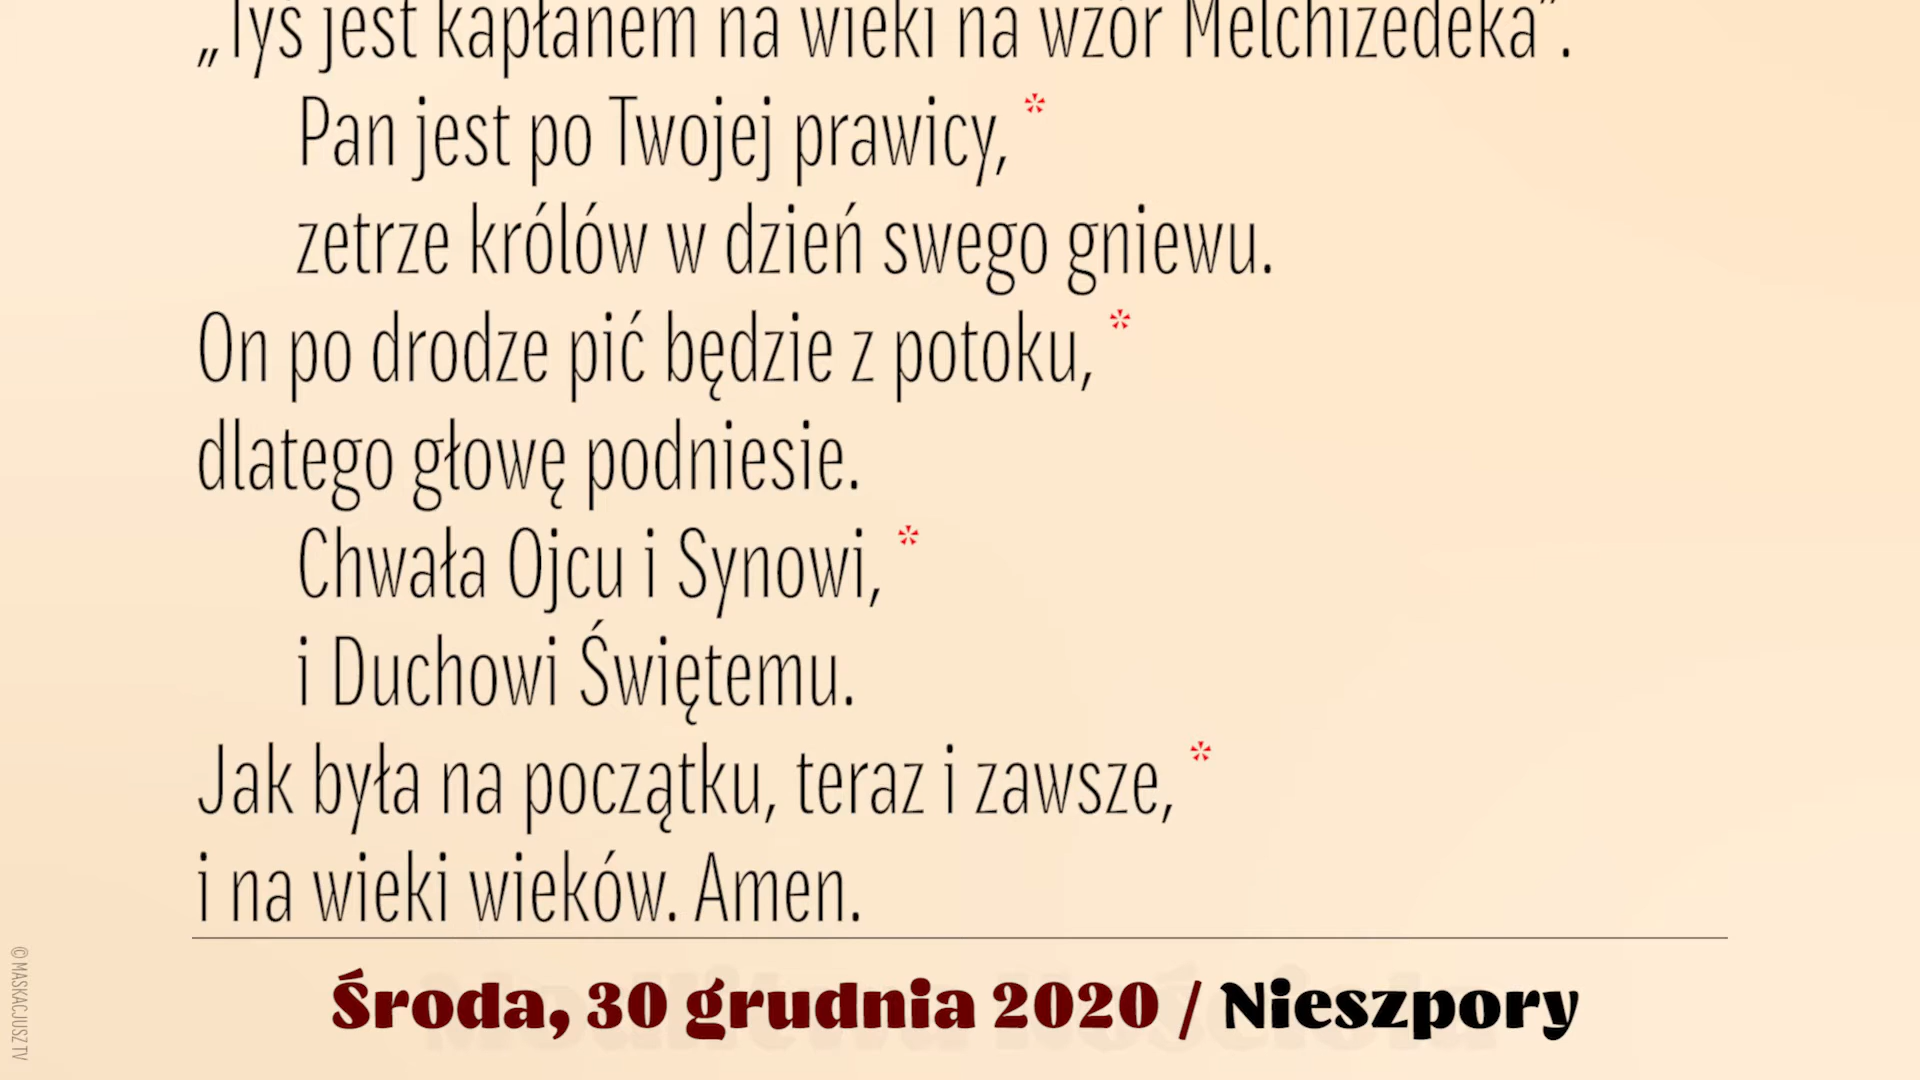 „Tyś jest kapłanem na wieki na wzór Melchizedeka”.
Pan jest po Twojej prawicy, *
zetrze królów w dzień swego gniewu.
On po drodze pić będzie z potoku, *
dlatego głowę podniesie.
Chwała Ojcu i Synowi, *
i Duchowi Świętemu.
Jak była na początku, teraz i zawsze, *
i na wieki wieków. Amen.
Środa, 30 grudnia 2020 / Nieszpory
© MASKACJUSZ TV